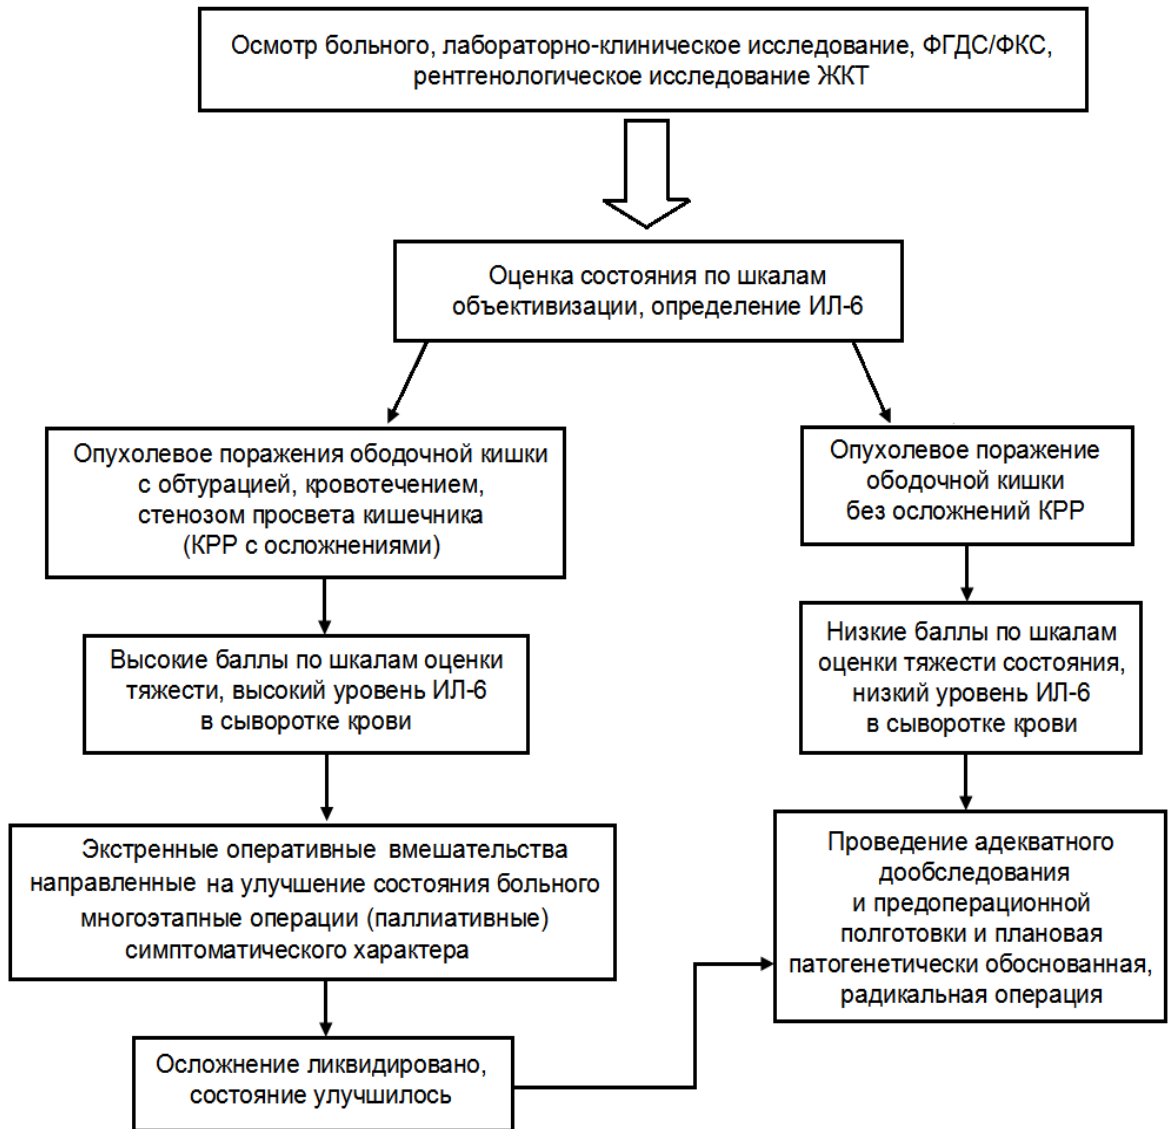 Осмотр больного, лабораторно-клиническое исследование, ФГДС/ФКС,
рентгенологическое исследование ЖКТ
Оценка состояния по шкалам
объективизации, определение ИЛ-6
Опухолевое поражения ободочной кишки
с обтурацией, кровотечением,
стенозом просвета кишечника
(КРР с осложнениями)
Опухолевое поражение
ободочной кишки
без осложнений КРР
Высокие баллы по шкалам оценки
тяжести, высокий уровень ИЛ-6
в сыворотке крови
Низкие баллы по шкалам
оценки тяжести состояния,
низкий уровень ИЛ-6
в сыворотке крови
Экстренные оперативные вмешательства
направленные на улучшение состояния больного
многоэтапные операции (паллиативные)
симптоматического характера
Проведение адекватного
дообследования
и предоперационной
полготовки и плановая
патогенетически обоснованная,
радикальная операция
Осложнение ликвидировано,
состояние улучшилось